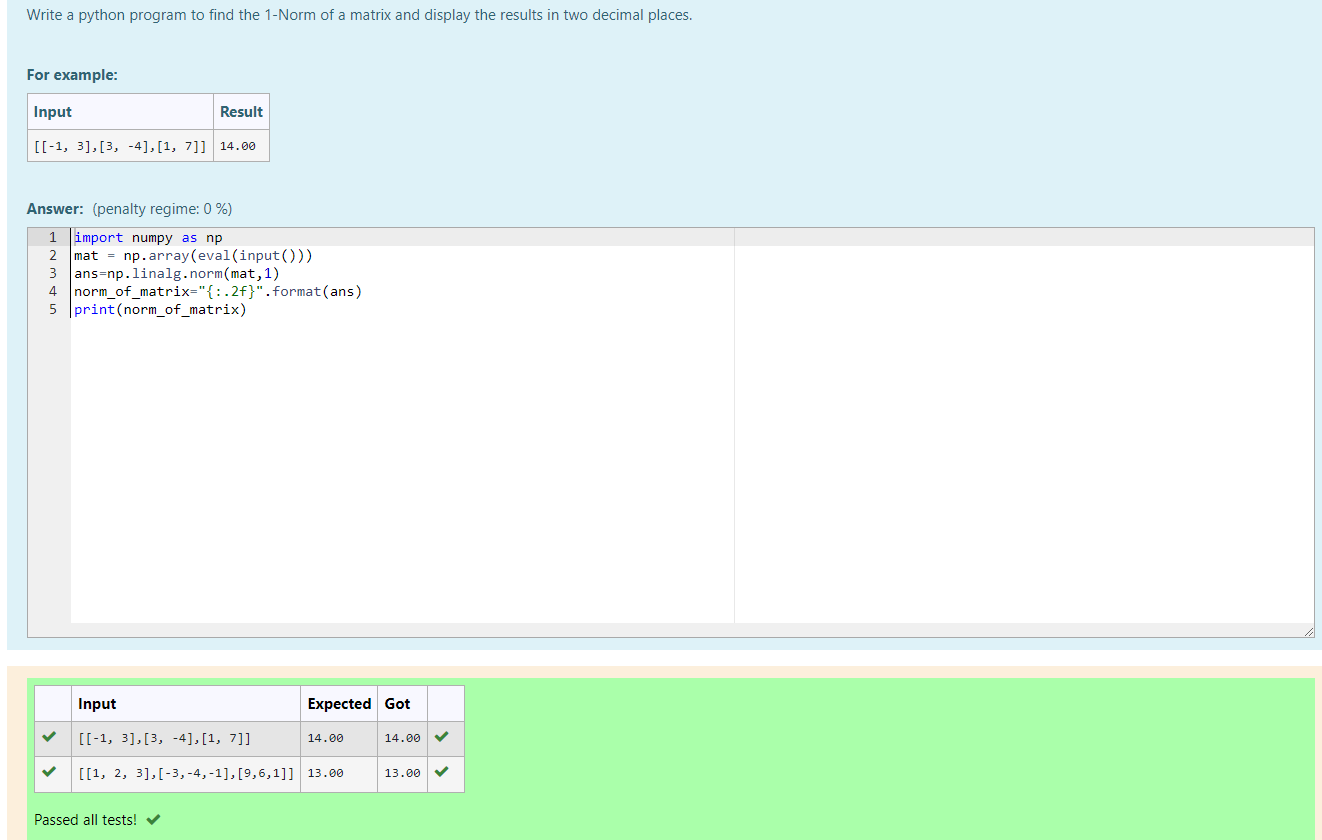 Write a python program to find the 1-Norm of a matrix and display the results in two decimal places.
For example:
Input Result
[[-1, 3],[3, -4],[1, 7]] 14.00
Answer: (penalty regime: 0 %)
1 import numpy as np
2 mat = np.array(eval(input()))
3 ans=np.linalg.norm(mat,1)
4 norm_of_matrix="{:.2f}".format(ans)
5 print(norm_of_matrix)
Input Expected Got
[[-1, 3],[3, -4],[1, 7]] 14.00 14.00
[[1, 2, 3],[-3,-4,-1],[9,6,1]] 13.00 13.00
Passed all tests!